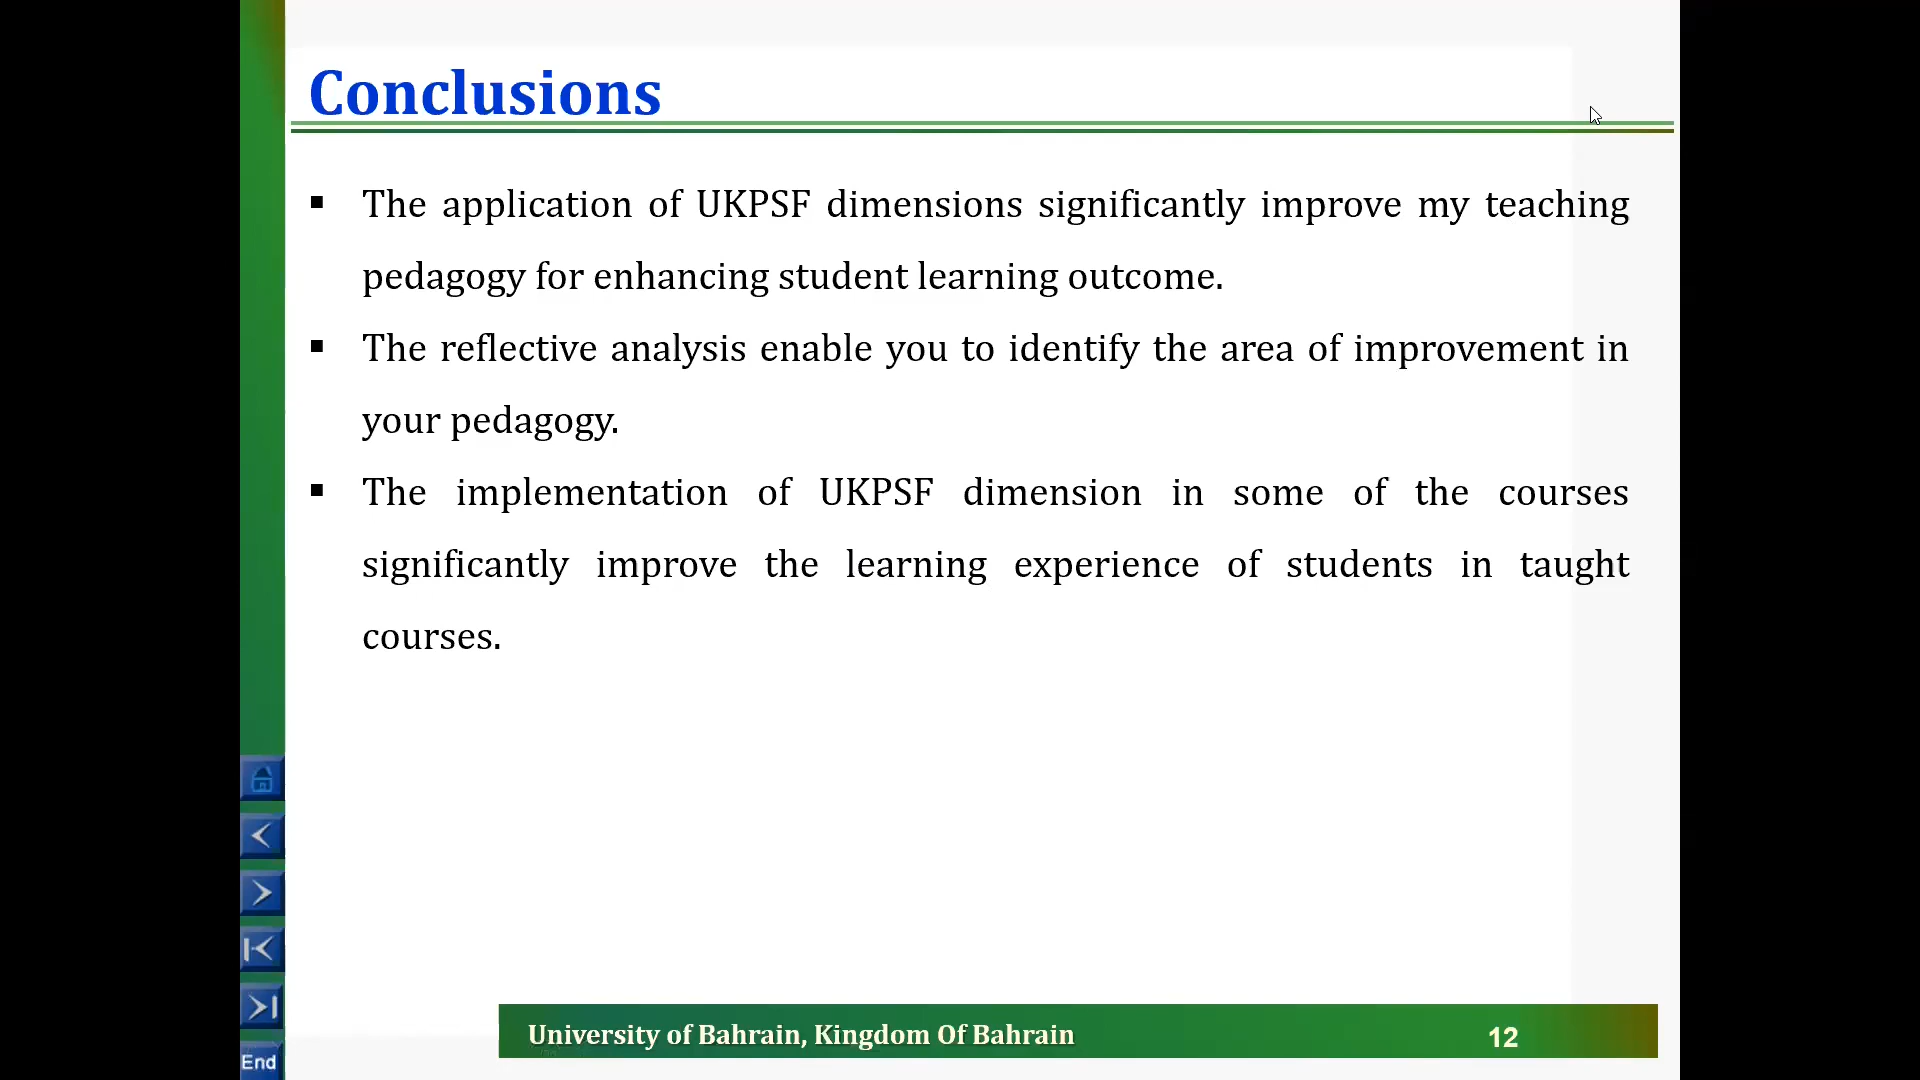 Conclusions
▪ The application of UKPSF dimensions significantly improve my teaching
pedagogy for enhancing student learning outcome.
▪ The reflective analysis enable you to identify the area of improvement in
your pedagogy.
▪ The implementation of UKPSF dimension in some of the courses
significantly improve the learning experience of students in taught
courses.
End
University of Bahrain, Kingdom Of Bahrain
12